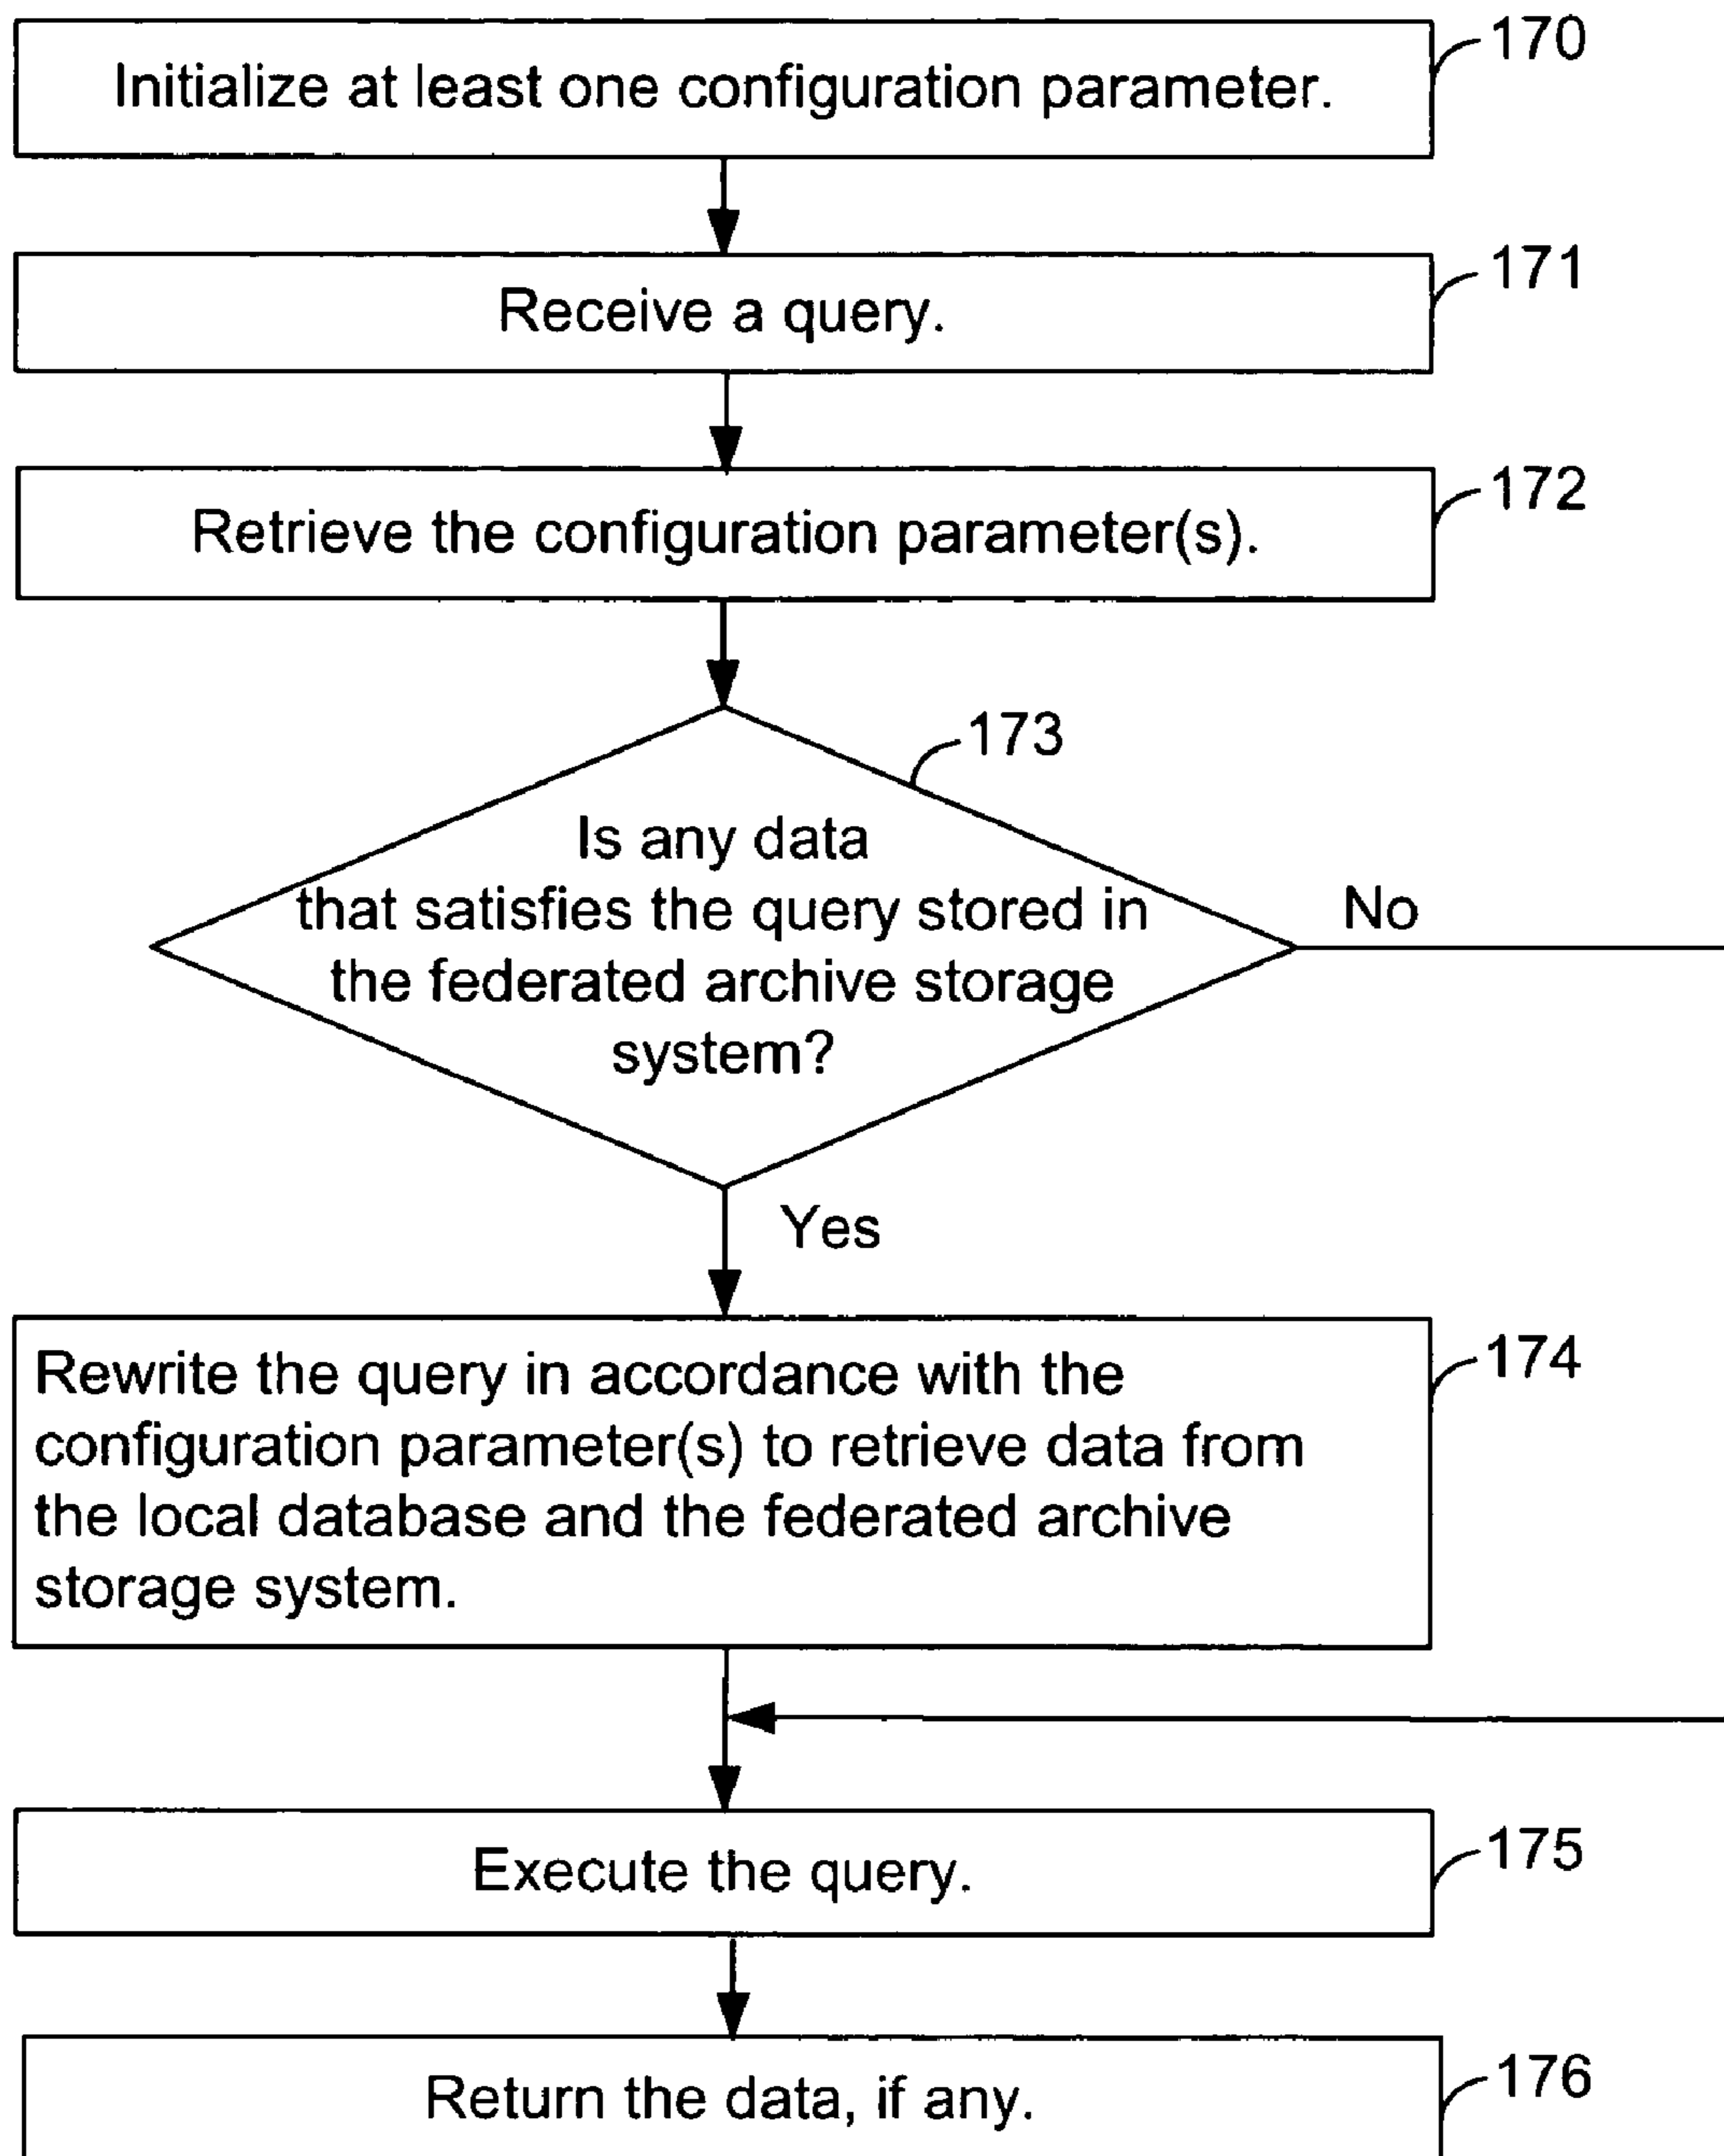 170
Initialize at least one configuration parameter.
171
Receive a query.
172
Retrieve the configuration parameter(s).
173
Is any data
that satisfies the query stored in
the federated archive storage
system?
No
Yes
174
Rewrite the query in accordance with the
configuration parameter(s) to retrieve data from
the local database and the federated archive
storage system.
175
Execute the query.
176
Return the data, if any.